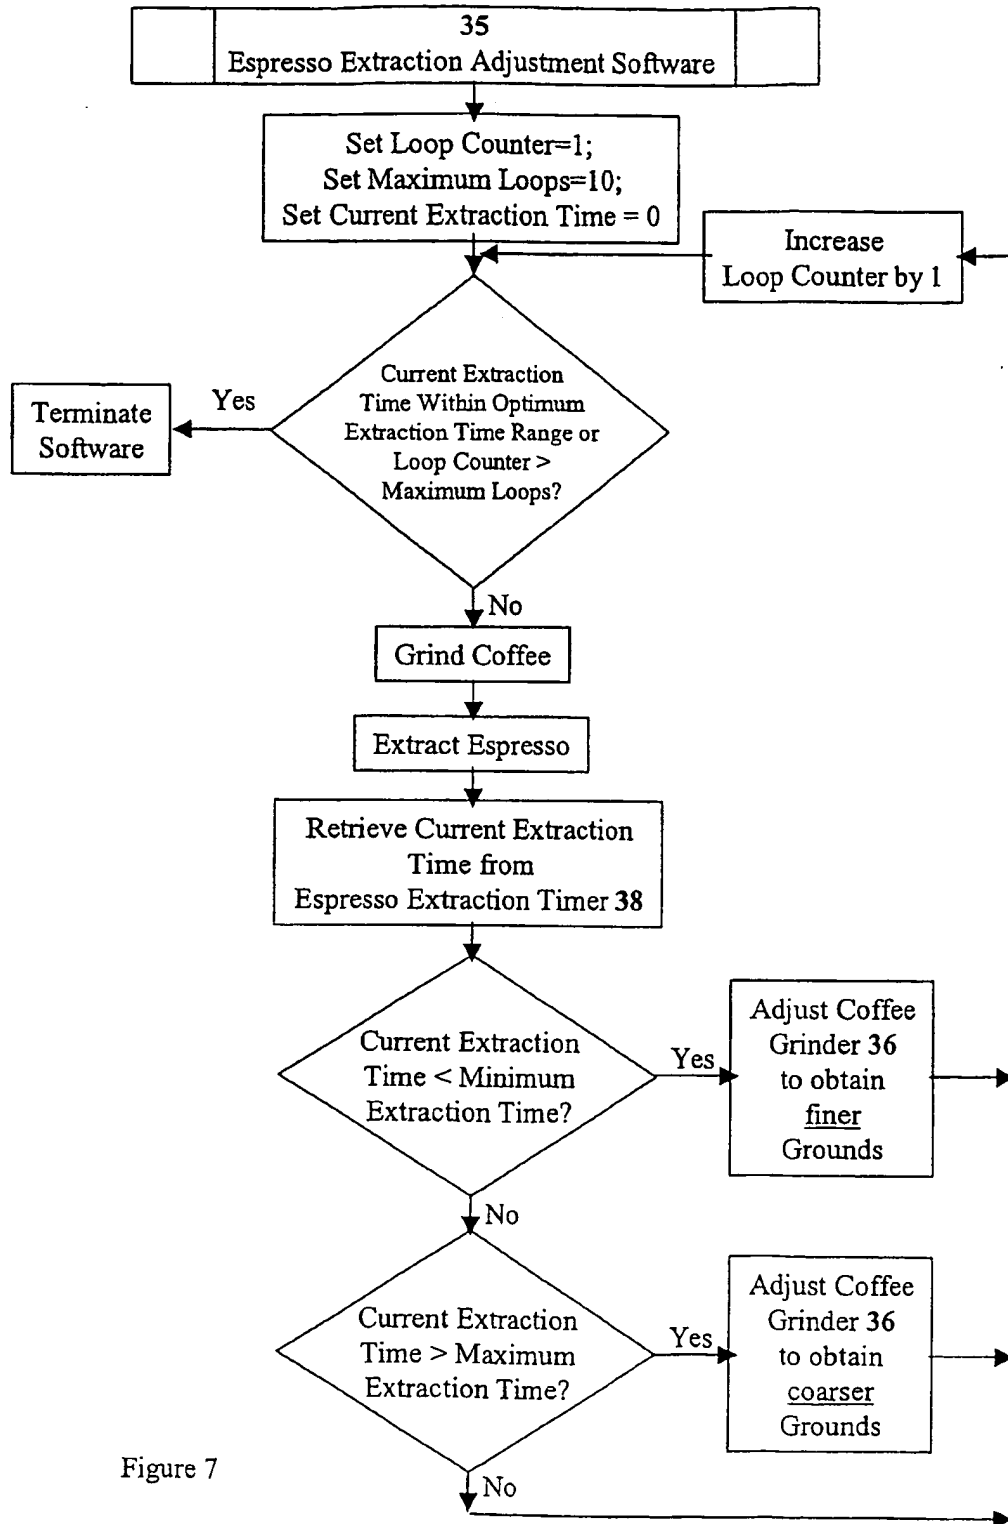 35
Espresso Extraction Adjustment Software
Set Loop Counter=1;
Set Maximum Loops=10;
Set Current Extraction Time = 0
Increase
Loop Counter by 1
Current Extraction
Time Within Optimum
Extraction Time Range or
Loop Counter >
Maximum Loops?
Yes
Terminate
Software
No
Grind Coffee
Extract Espresso
Retrieve Current Extraction
Time from
Espresso Extraction Timer 38
Current Extraction
Time < Minimum
Extraction Time?
Yes
Adjust Coffee
Grinder 36
to obtain
finer
Grounds
No
Current Extraction
Time > Maximum
Extraction Time?
Yes
Adjust Coffee
Grinder 36
to obtain
coarser
Grounds
No
Figure 7